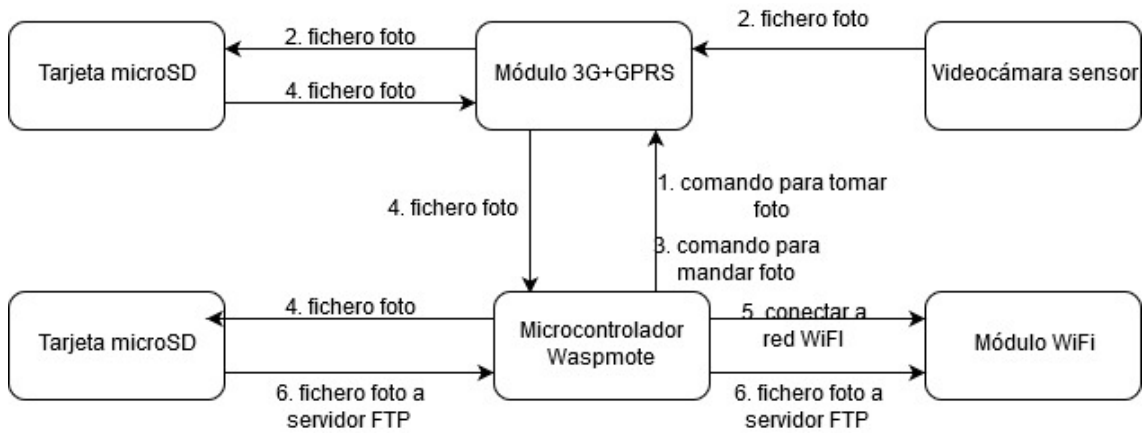 2. fichero foto
2. fichero foto
Tarjeta microSD
Módulo 3G+GPRS
Videocámara sensor
4. fichero foto
1. comando para tomar
foto
4. fichero foto
3. comando para
mandar foto
4. fichero foto
5. conectar a
red WiFI
Tarjeta microSD
Microcontrolador
Waspmote
Módulo WiFi
6. fichero foto a
servidor FTP
6. fichero foto a
servidor FTP